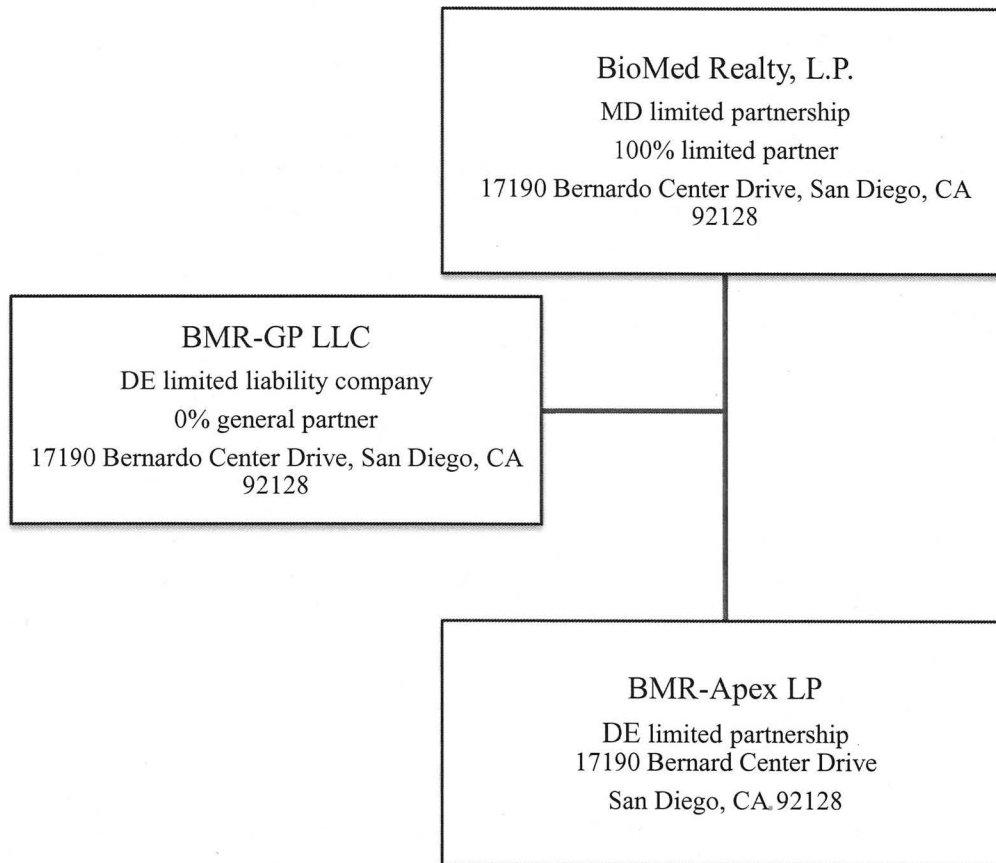 BioMed Realty, L.P.
MD limited partnership
100% limited partner
17190 Bernardo Center Drive, San Diego, CA
92128
BMR-GP LLC
DE limited liability company
0% general partner
17190 Bernardo Center Drive, San Diego, CA
92128
BMR-Apex LP
DE limited partnership
17190 Bernard Center Drive
San Diego, CA 92128